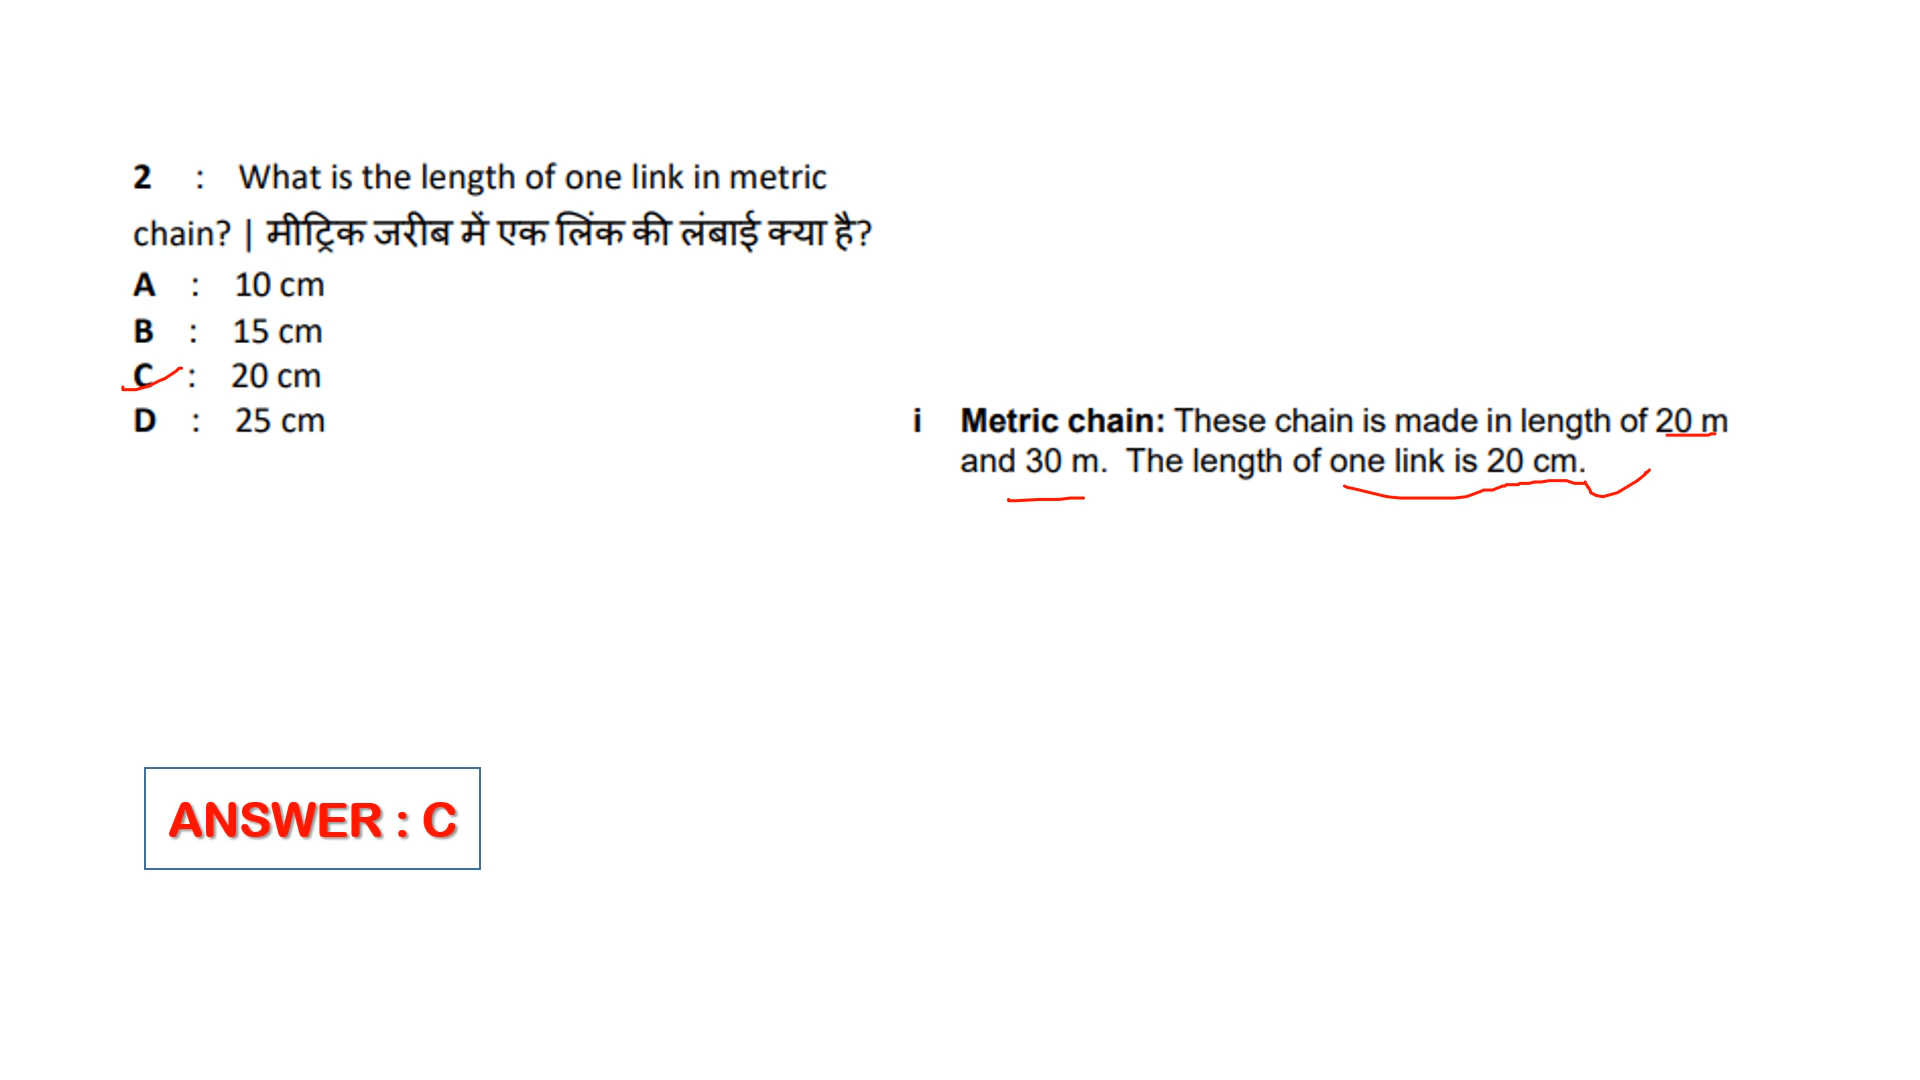 2 : What is the length of one link in metric
chain? | मीट्रिक जरीब में एक लिंक की लंबाई क्या है?
A : 10 cm
B : 15 cm
C : 20 cm
D : 25 cm
i Metric chain: These chain is made in length of 20 m
and 30 m. The length of one link is 20 cm.
ANSWER : C